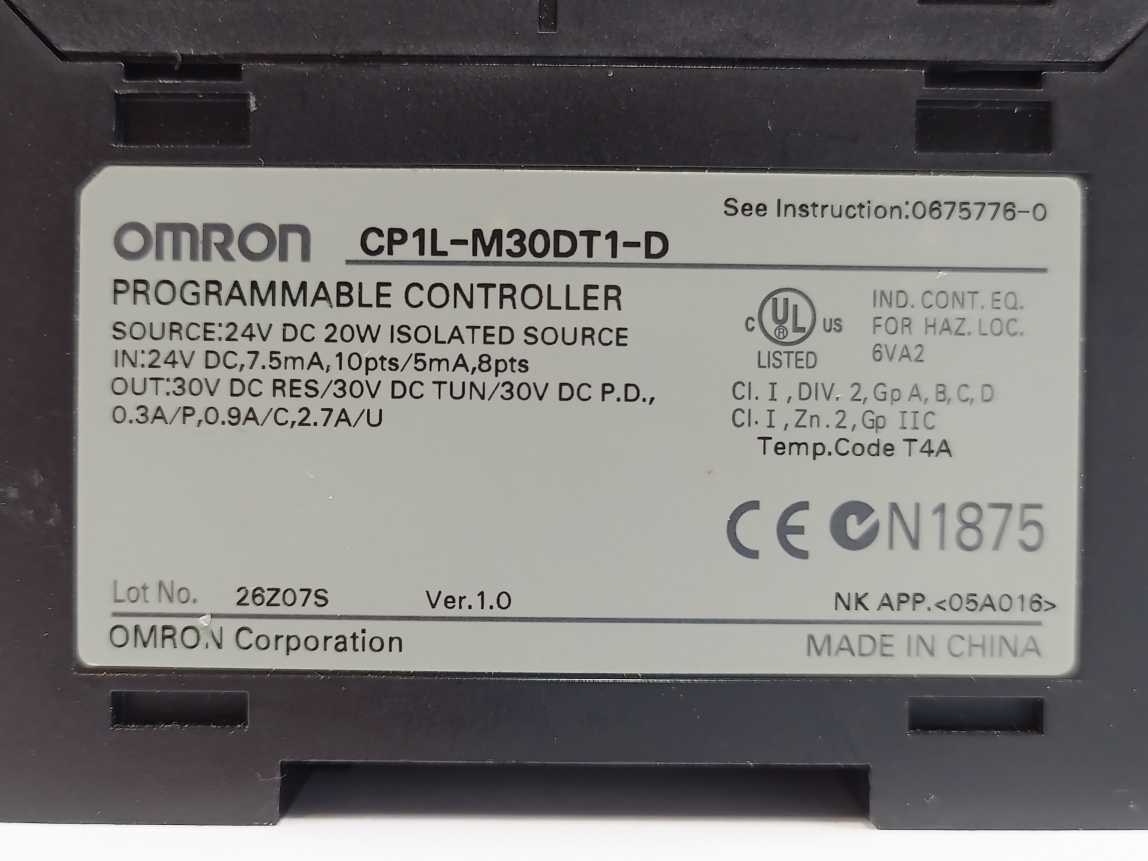 See Instruction:0675776-0
OMRON CP1L-M30DT1-D
PROGRAMMABLE CONTROLLER
SOURCE:24V DC 20W ISOLATED SOURCE
IN:24V DC,7.5mA,10pts/5mA,8pts
OUT:30V DC RES/30V DC TUN/30V DC P.D.,
0.3A/P,0.9A/C,2.7A/U
C UL ® US
LISTED
IND. CONT. EQ.
FOR HAZ. LOC.
6VA2
Cl. I ,DIV. 2, Gp A, B, C, D
Cl. I , Zn. 2, Gp IIC
Temp.Code T4A
CE N1875
Lot No. 26Z07S Ver.1.0 NK APP.<05A016>
OMRON Corporation MADE IN CHINA